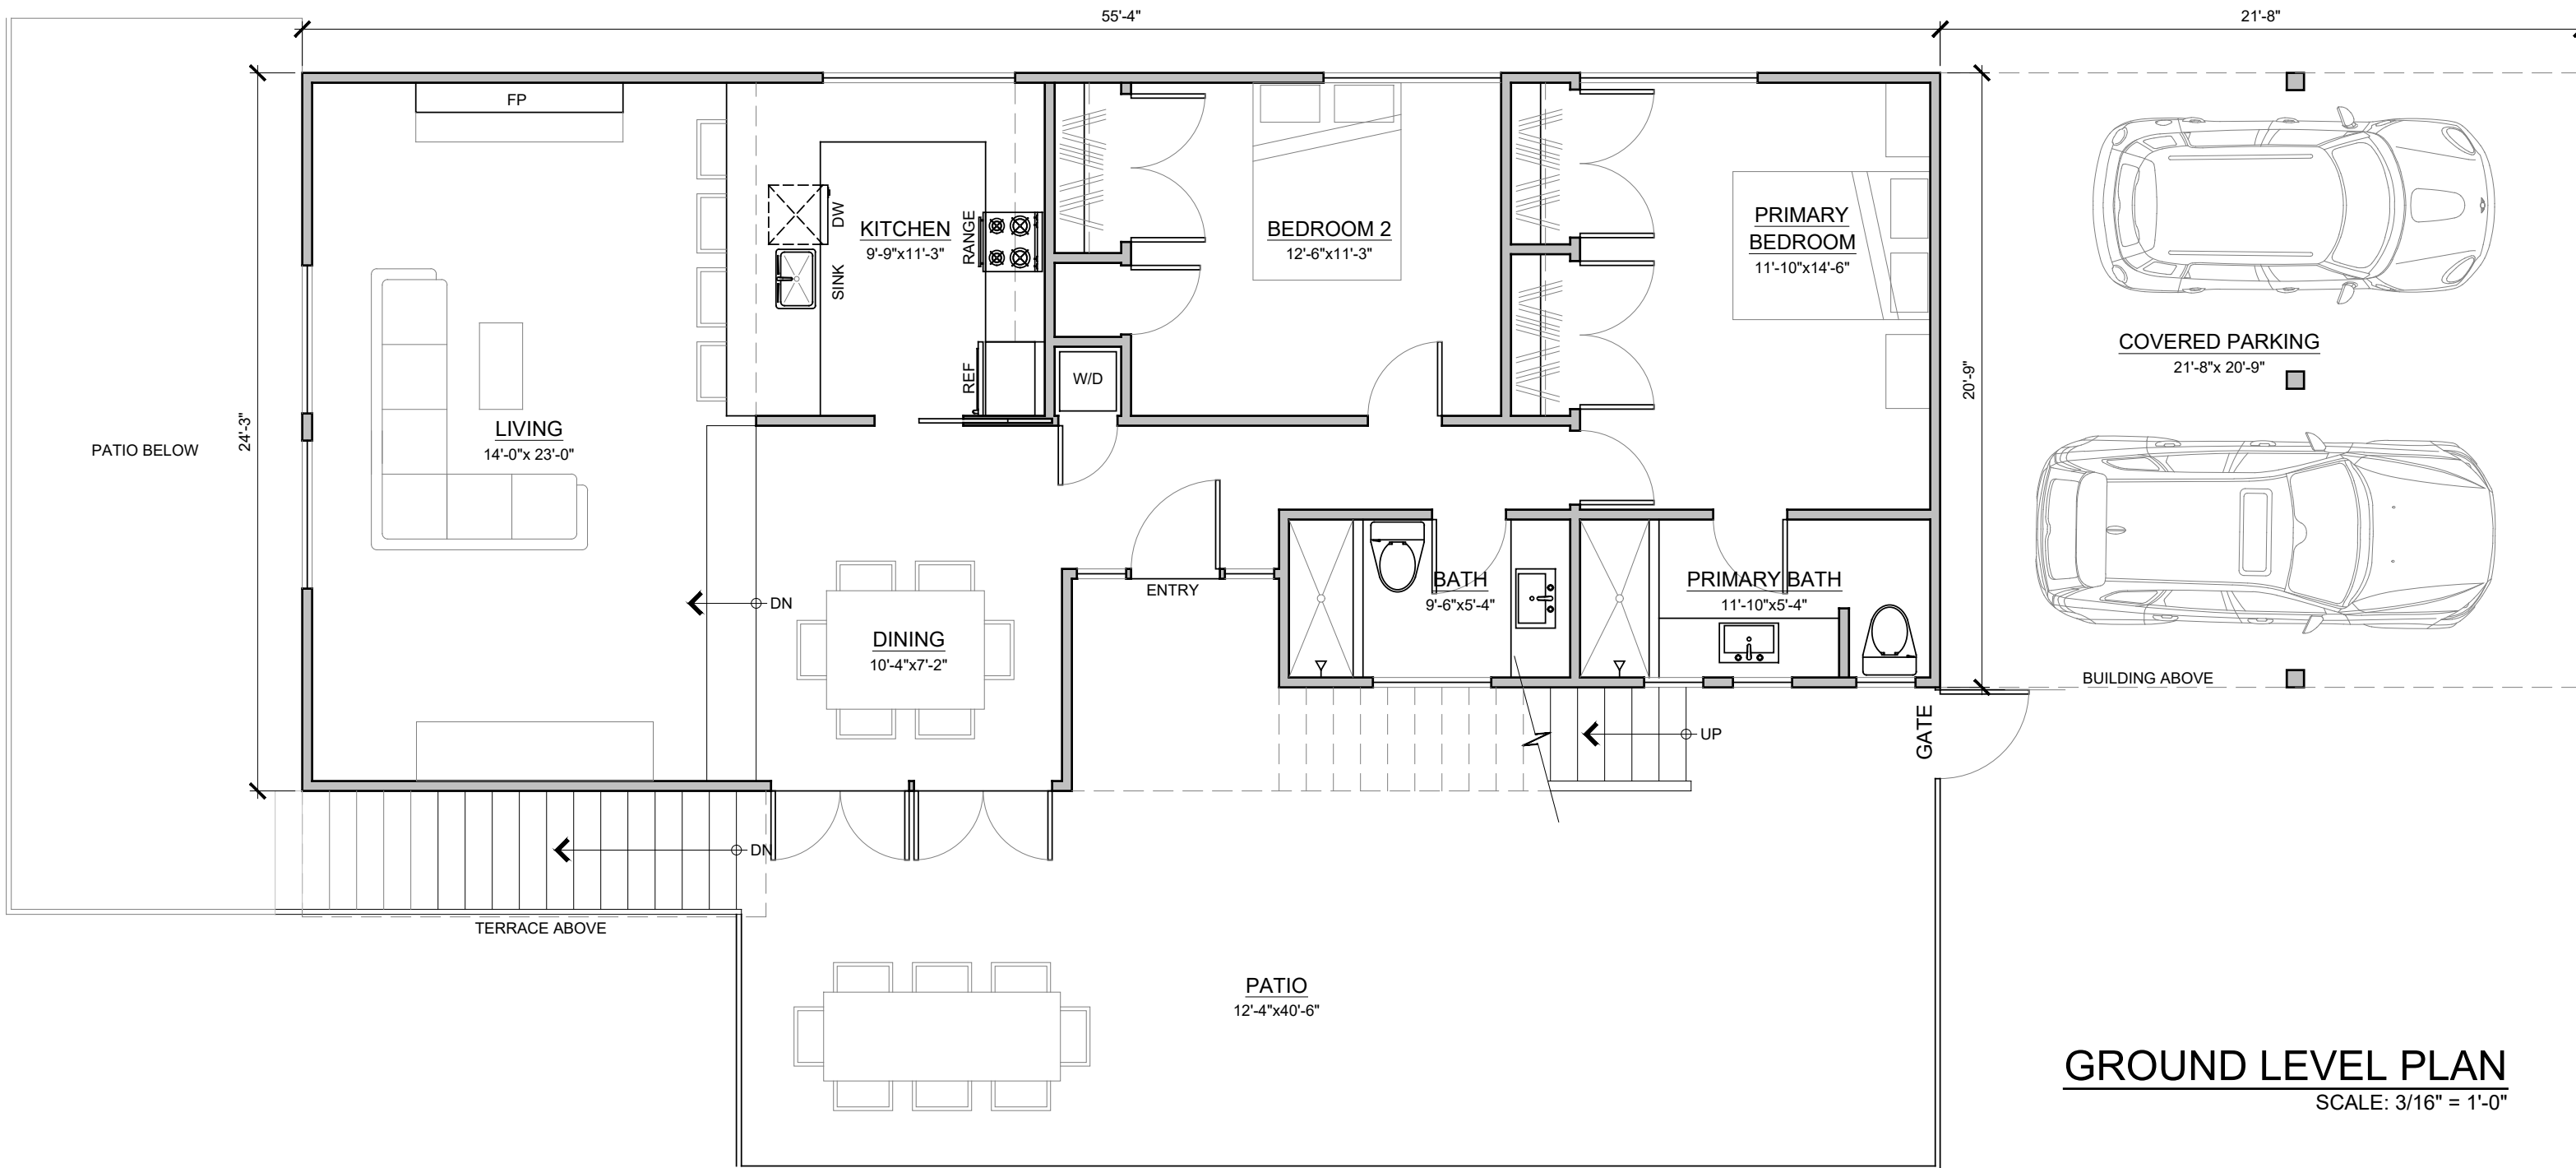 55'-4"
21'-8"
FP
DW
KITCHEN
9'-9"x11'-3"
RANGE
SINK
REF
BEDROOM 2
12'-6"x11'-3"
PRIMARY
BEDROOM
11'-10"x14'-6"
COVERED PARKING
21'-8"x 20'-9"
20'-9"
W/D
24'-3"
PATIO BELOW
LIVING
14'-0"x 23'-0"
DN
DINING
10'-4"x7'-2"
ENTRY
BATH
9'-6"x5'-4"
PRIMARY BATH
11'-10"x5'-4"
BUILDING ABOVE
GATE
UP
DN
TERRACE ABOVE
PATIO
12'-4"x40'-6"
GROUND LEVEL PLAN
SCALE: 3/16" = 1'-0"